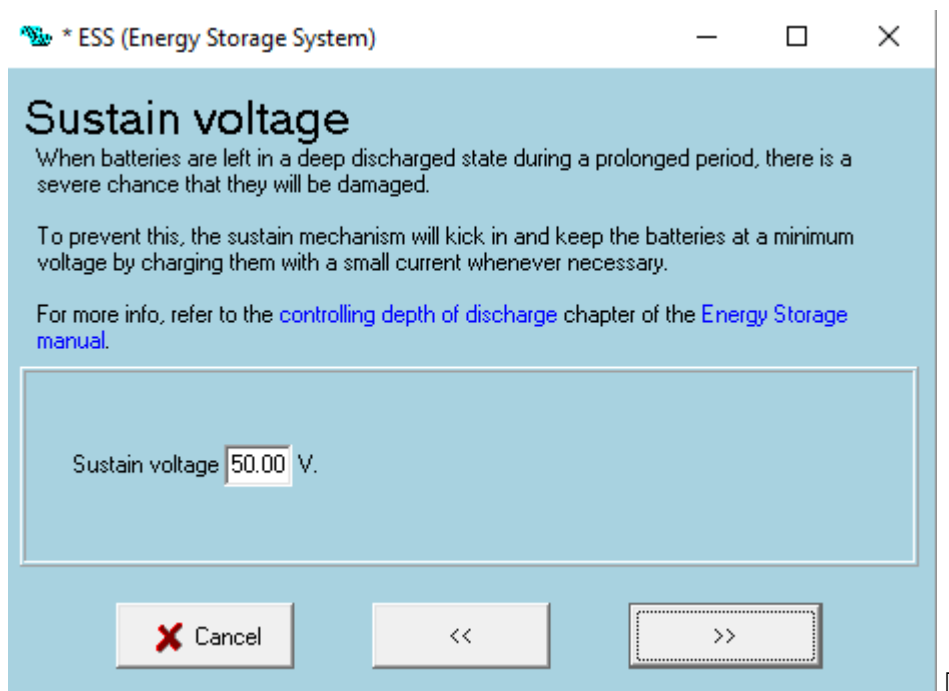 * ESS (Energy Storage System)
Sustain voltage
When batteries are left in a deep discharged state during a prolonged period, there is a
severe chance that they will be damaged.
To prevent this, the sustain mechanism will kick in and keep the batteries at a minimum
voltage by charging them with a small current whenever necessary.
For more info, refer to the controlling depth of discharge chapter of the Energy Storage
manual.
Sustain voltage 50.00 V.
Cancel << >>